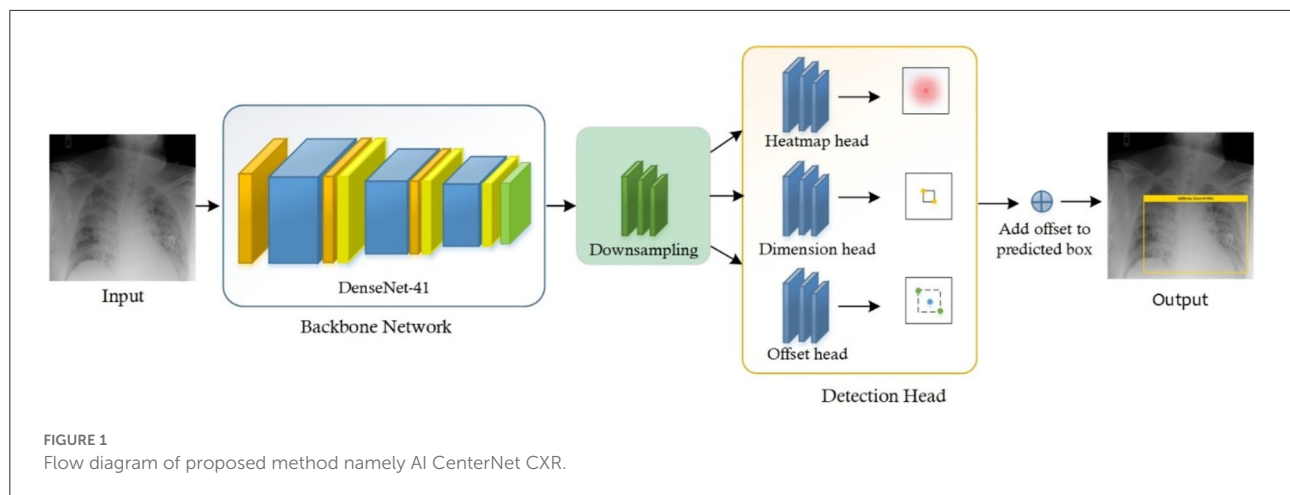 Heatmap head
Input
DenseNet-41
Backbone Network
Downsampling
Dimension head
Offset head
Detection Head
Add offset to
predicted box
Output
FIGURE 1
Flow diagram of proposed method namely AI CenterNet CXR.